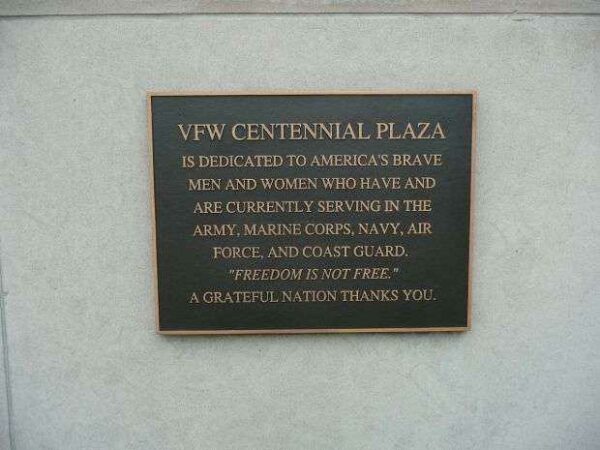 VFW CENTENNIAL PLAZA
IS DEDICATED TO AMERICA'S BRAVE
MEN AND WOMEN WHO HAVE AND
ARE CURRENTLY SERVING IN THE
ARMY, MARINE CORPS, NAVY, AIR
FORCE, AND COAST GUARD.
"FREEDOM IS NOT FREE."
A GRATEFUL NATION THANKS YOU.